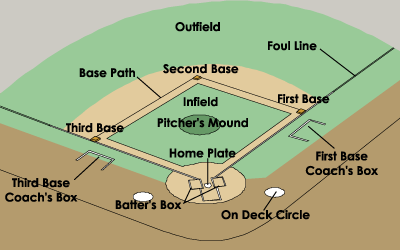 Outfield
Foul Line
Base Path
Second Base
Infield
First Base
Pitcher's Mound
Third Base
Home Plate
First Base
Coach's Box
Third Base
Coach's Box
Batter's Box
On Deck Circle